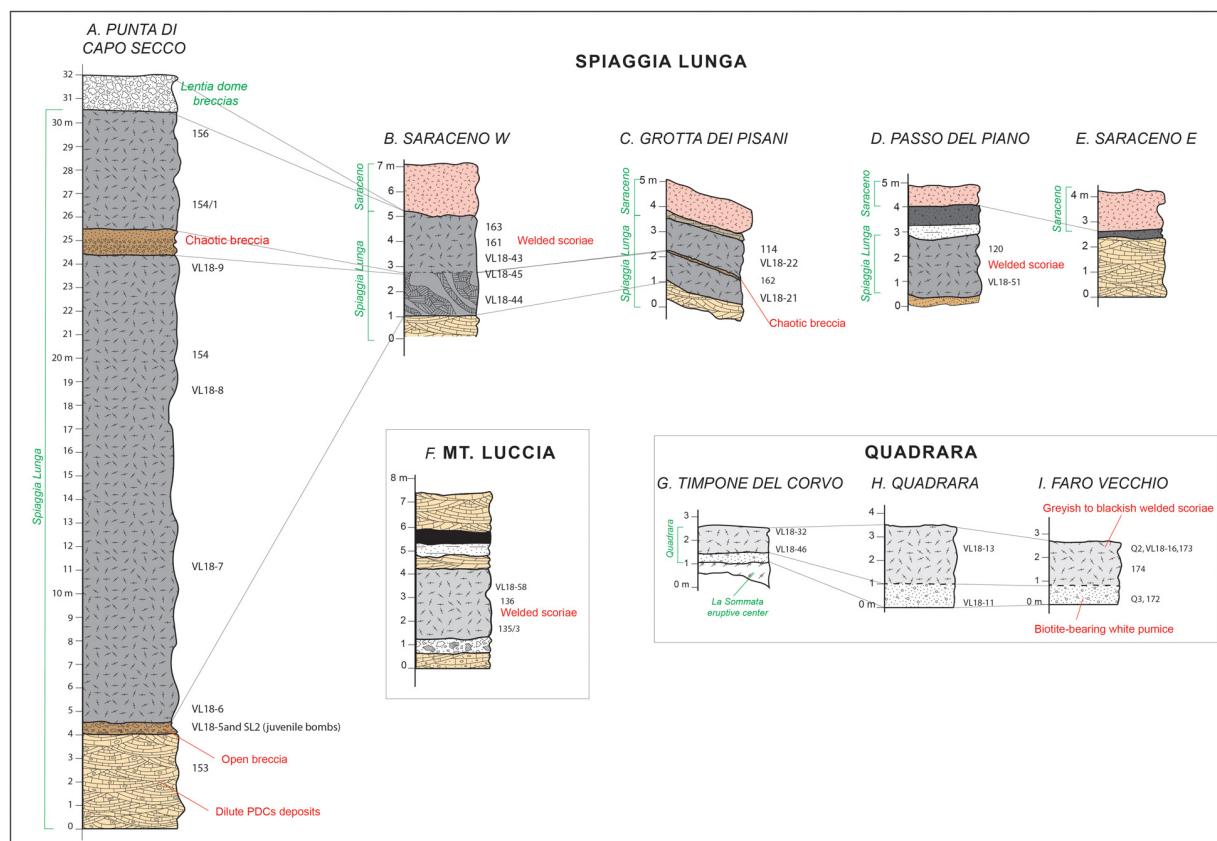 A. PUNTA DI
CAPO SECCO
SPIAGGIA LUNGA
32
31
30 m
29
28
27
26
25
24
23
22
21
20 m
19
18
17
16
15
14
13
12
11
10 m
9
8
7
6
5
4
3
2
1
0
Spiaggia Lunga
Lentia dome
breccias
156
154/1
Chaotic breccia
VL18-9
154
VL18-8
VL18-7
VL18-6
VL18-5and SL2 (juvenile bombs)
Open breccia
153
Dilute PDCs deposits
B. SARACENO W
7 m
6
5
4
3
2
1
0
Saraceno
Spiaggia Lunga
163
161
Welded scoriae
VL18-43
VL18-45
VL18-44
C. GROTTA DEI PISANI
5 m
4
3
2
1
0
Saraceno
Spiaggia Lunga
114
VL18-22
162
VL18-21
Chaotic breccia
D. PASSO DEL PIANO
5 m
4
3
2
1
0
Saraceno
Spiaggia Lunga
120
Welded scoriae
VL18-51
E. SARACENO E
4 m
3
2
1
0
Saraceno
F. MT. LUCCIA
8 m
7
6
5
4
3
2
1
0
VL18-58
136
Welded scoriae
135/3
QUADRARA
G. TIMPONE DEL CORVO
3
2
1
0 m
Quadrara
VL18-32
VL18-46
La Sommata
eruptive center
H. QUADRARA
4
3
2
1
0 m
VL18-13
VL18-11
I. FARO VECCHIO
Greyish to blackish welded scoriae
3
2
1
0 m
Q2, VL18-16,173
174
Q3, 172
Biotite-bearing white pumice